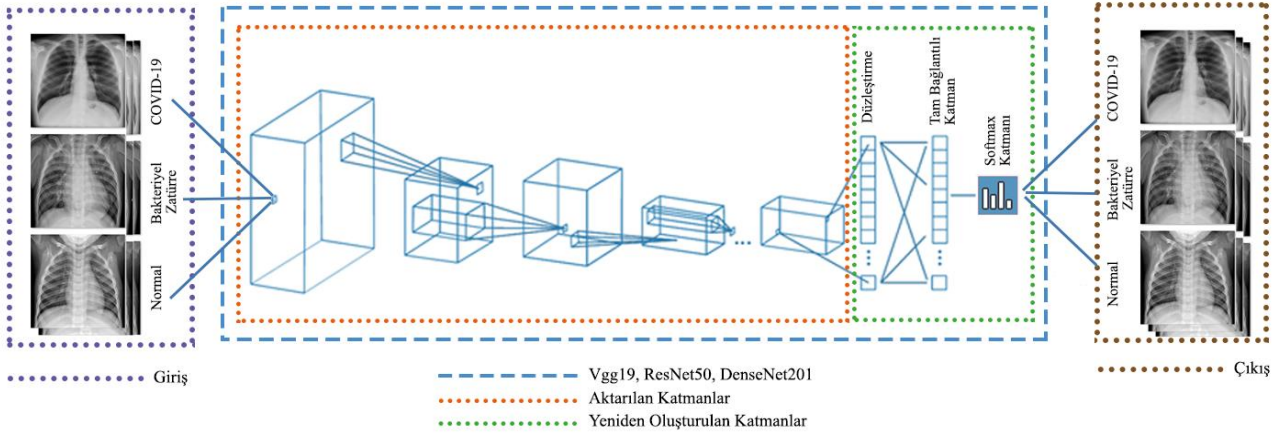 COVID-19
Bakteriyel
Zatürre
Normal
Düzleştirme
Tam Bağlantılı
Katman
Softmax
Katmanı
COVID-19
Bakteriyel
Zatürre
Normal
Giriş
Vgg19, ResNet50, DenseNet201
Aktarılan Katmanlar
Yeniden Oluşturulan Katmanlar
Çıkış